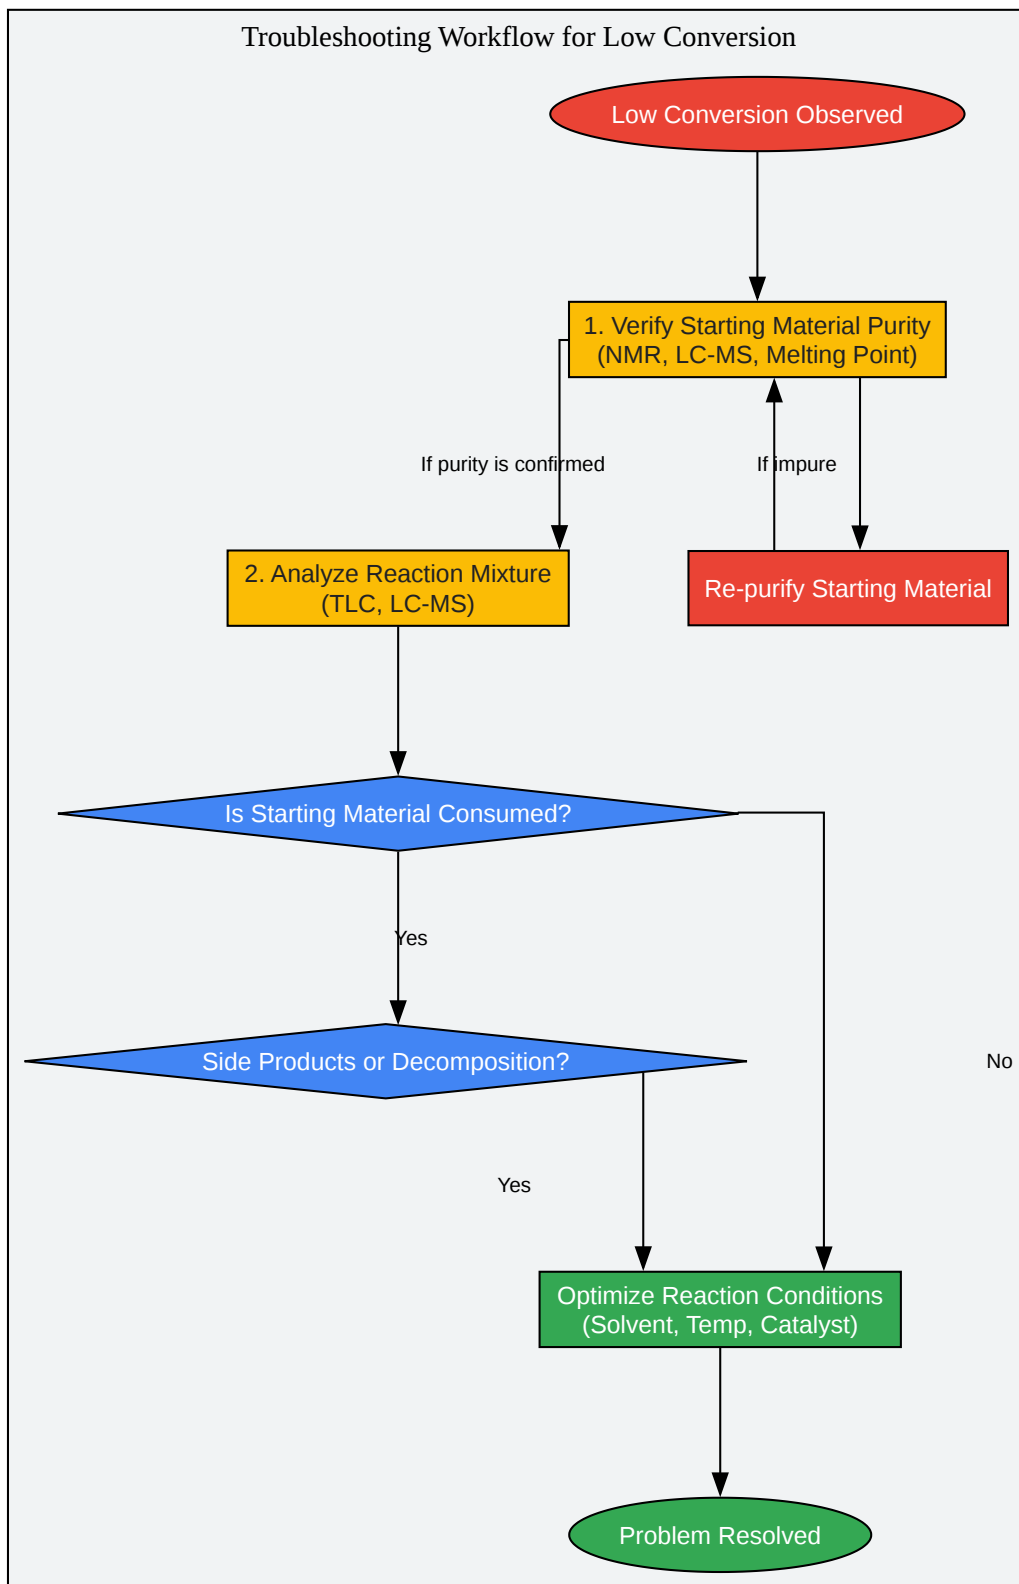 Troubleshooting Workflow for Low Conversion
Low Conversion Observed
1. Verify Starting Material Purity
(NMR, LC-MS, Melting Point)
If purity is confirmed
If impure
2. Analyze Reaction Mixture
(TLC, LC-MS)
Re-purify Starting Material
Is Starting Material Consumed?
Yes
Side Products or Decomposition?
No
Yes
Optimize Reaction Conditions
(Solvent, Temp, Catalyst)
Problem Resolved